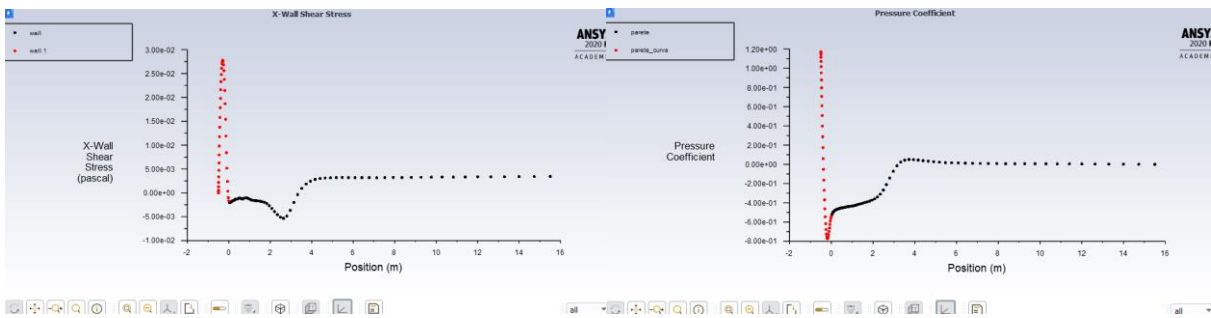 X-Wall Shear Stress
wall
wall:1
ANSY
2020
ACADEM
3.00e-02
2.50e-02
2.00e-02
1.50e-02
1.00e-02
5.00e-03
0.00e+00
-5.00e-03
-1.00e-02
X-Wall
Shear
Stress
(pascal)
-2 0 2 4 6 8 10 12 14 16
Position (m)
all
Pressure Coefficient
parete
parete_curva
ANSY
2020
ACADEM
1.20e+00
1.00e+00
8.00e-01
6.00e-01
4.00e-01
2.00e-01
0.00e+00
-2.00e-01
-4.00e-01
-6.00e-01
-8.00e-01
Pressure
Coefficient
-2 0 2 4 6 8 10 12 14 16
Position (m)
all